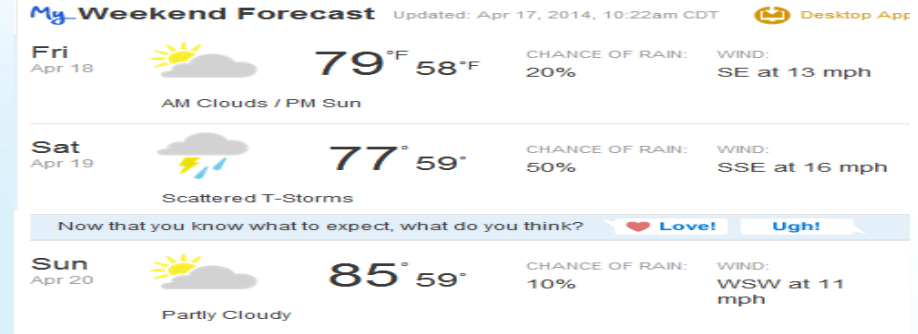 My Weekend Forecast Updated: Apr 17, 2014, 10:22am CDT Desktop App
Fri
Apr 18
79°F 58°F
CHANCE OF RAIN:
20%
WIND:
SE at 13 mph
AM Clouds / PM Sun
Sat
Apr 19
77° 59°
CHANCE OF RAIN:
50%
WIND:
SSE at 16 mph
Scattered T-Storms
Now that you know what to expect, what do you think? Love! Ugh!
Sun
Apr 20
85° 59°
CHANCE OF RAIN:
10%
WIND:
WSW at 11
mph
Partly Cloudy